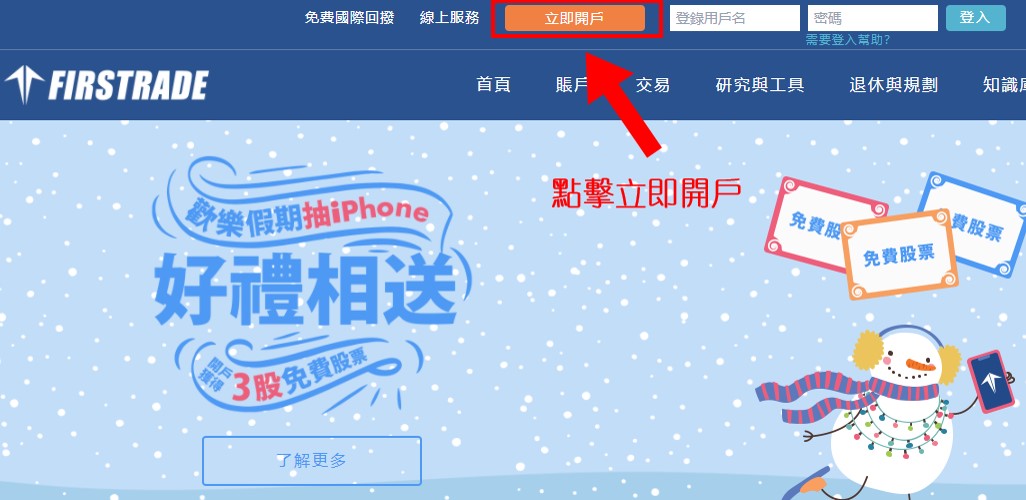 免費國際回撥 線上服務 立即開戶 登錄用戶名 密碼 登入
需要登入幫助?
FIRSTRADE 首頁 賬戶 交易 研究與工具 退休與規劃 知識庫
點擊立即開戶
歡樂假期抽iPhone
好禮相送
開戶
獲得
3股免費股票
免費股
費股票
免費股票
了解更多